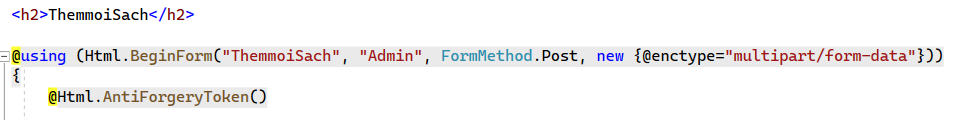 <h2>ThemmoiSach</h2>
@using (Html.BeginForm("ThemmoiSach", "Admin", FormMethod.Post, new {@enctype="multipart/form-data"}))
{
@Html.AntiForgeryToken()